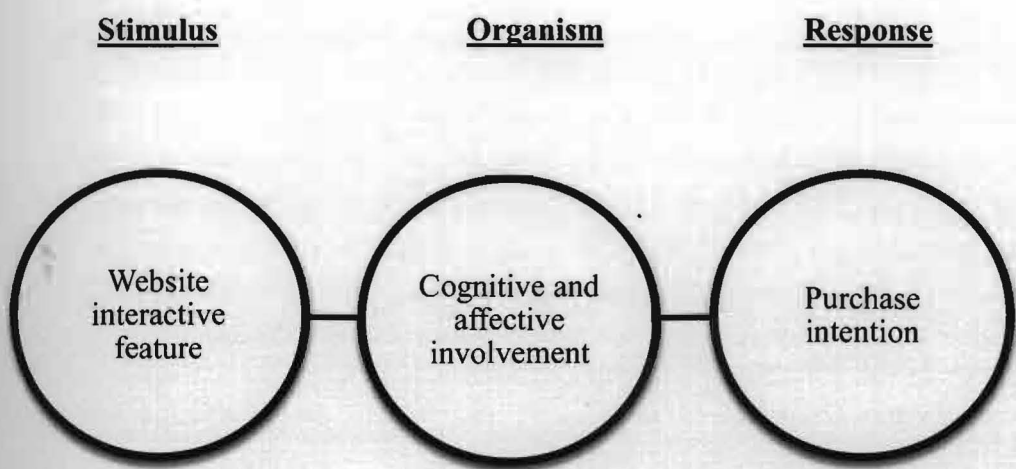 Stimulus
Organism
Response
Website
interactive
feature
Cognitive and
affective
involvement
Purchase
intention